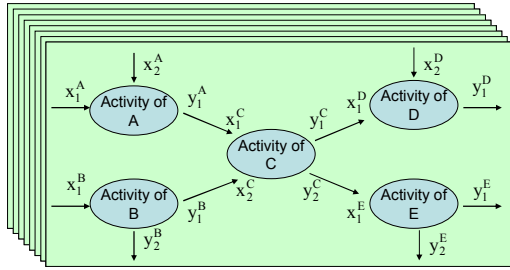 x₂ᴬ
x₂ᴰ
x₁ᴬ
Activity of
A
y₁ᴬ
x₁ᶜ
y₁ᶜ
x₁ᴰ
Activity of
D
y₁ᴰ
Activity of
C
x₁ᴮ
Activity of
B
y₁ᴮ
x₂ᶜ
y₂ᶜ
x₁ᴱ
Activity of
E
y₁ᴱ
y₂ᴮ
y₂ᴱ